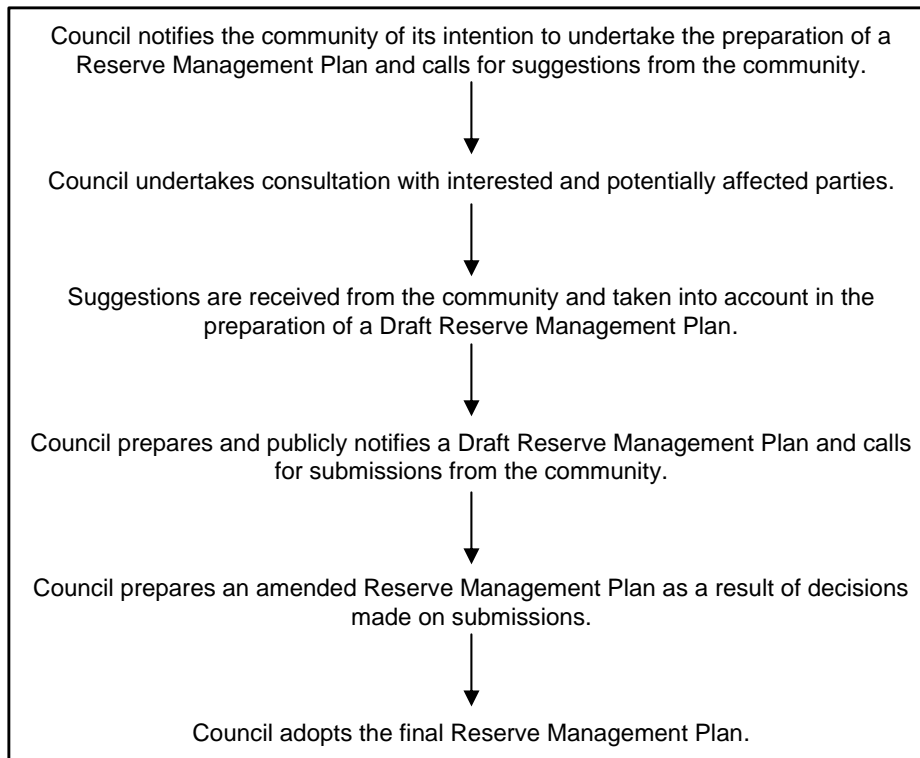 Council notifies the community of its intention to undertake the preparation of a
Reserve Management Plan and calls for suggestions from the community.
Council undertakes consultation with interested and potentially affected parties.
Suggestions are received from the community and taken into account in the
preparation of a Draft Reserve Management Plan.
Council prepares and publicly notifies a Draft Reserve Management Plan and calls
for submissions from the community.
Council prepares an amended Reserve Management Plan as a result of decisions
made on submissions.
Council adopts the final Reserve Management Plan.